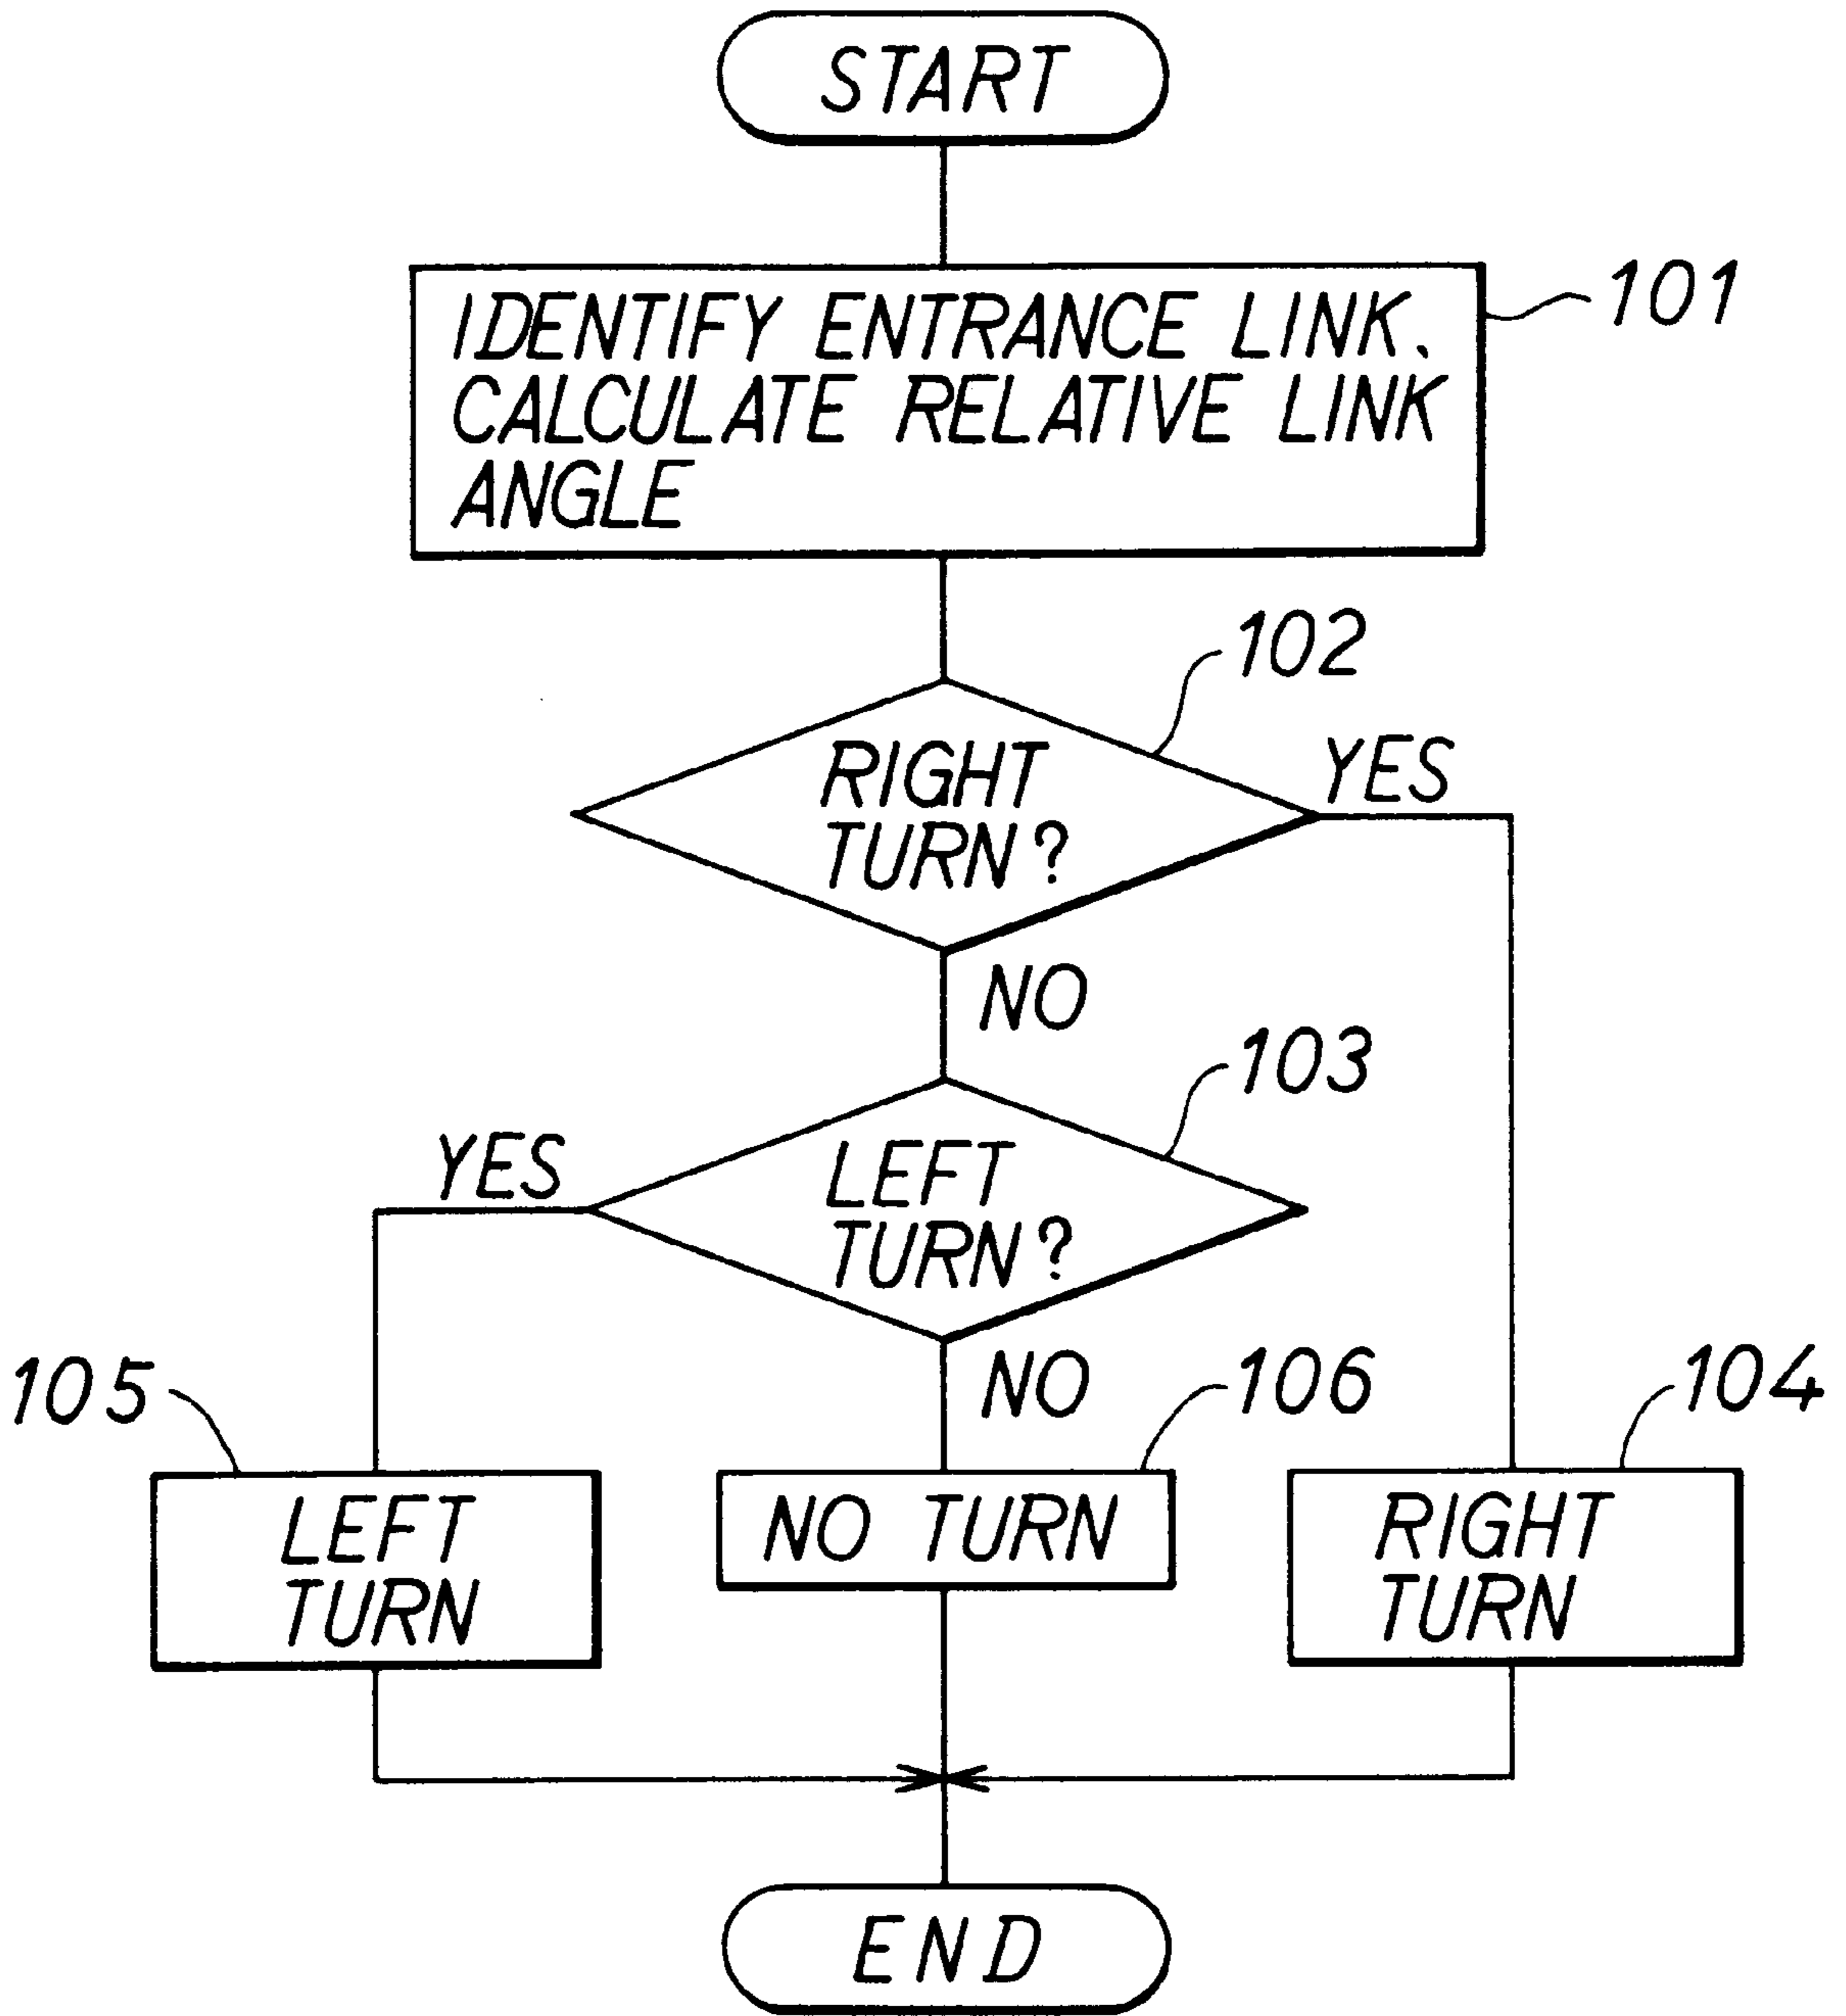 START
IDENTIFY ENTRANCE LINK.
CALCULATE RELATIVE LINK
ANGLE
101
102
RIGHT
TURN?
YES
NO
103
YES
LEFT
TURN?
NO
105
106
104
LEFT
TURN
NO TURN
RIGHT
TURN
END